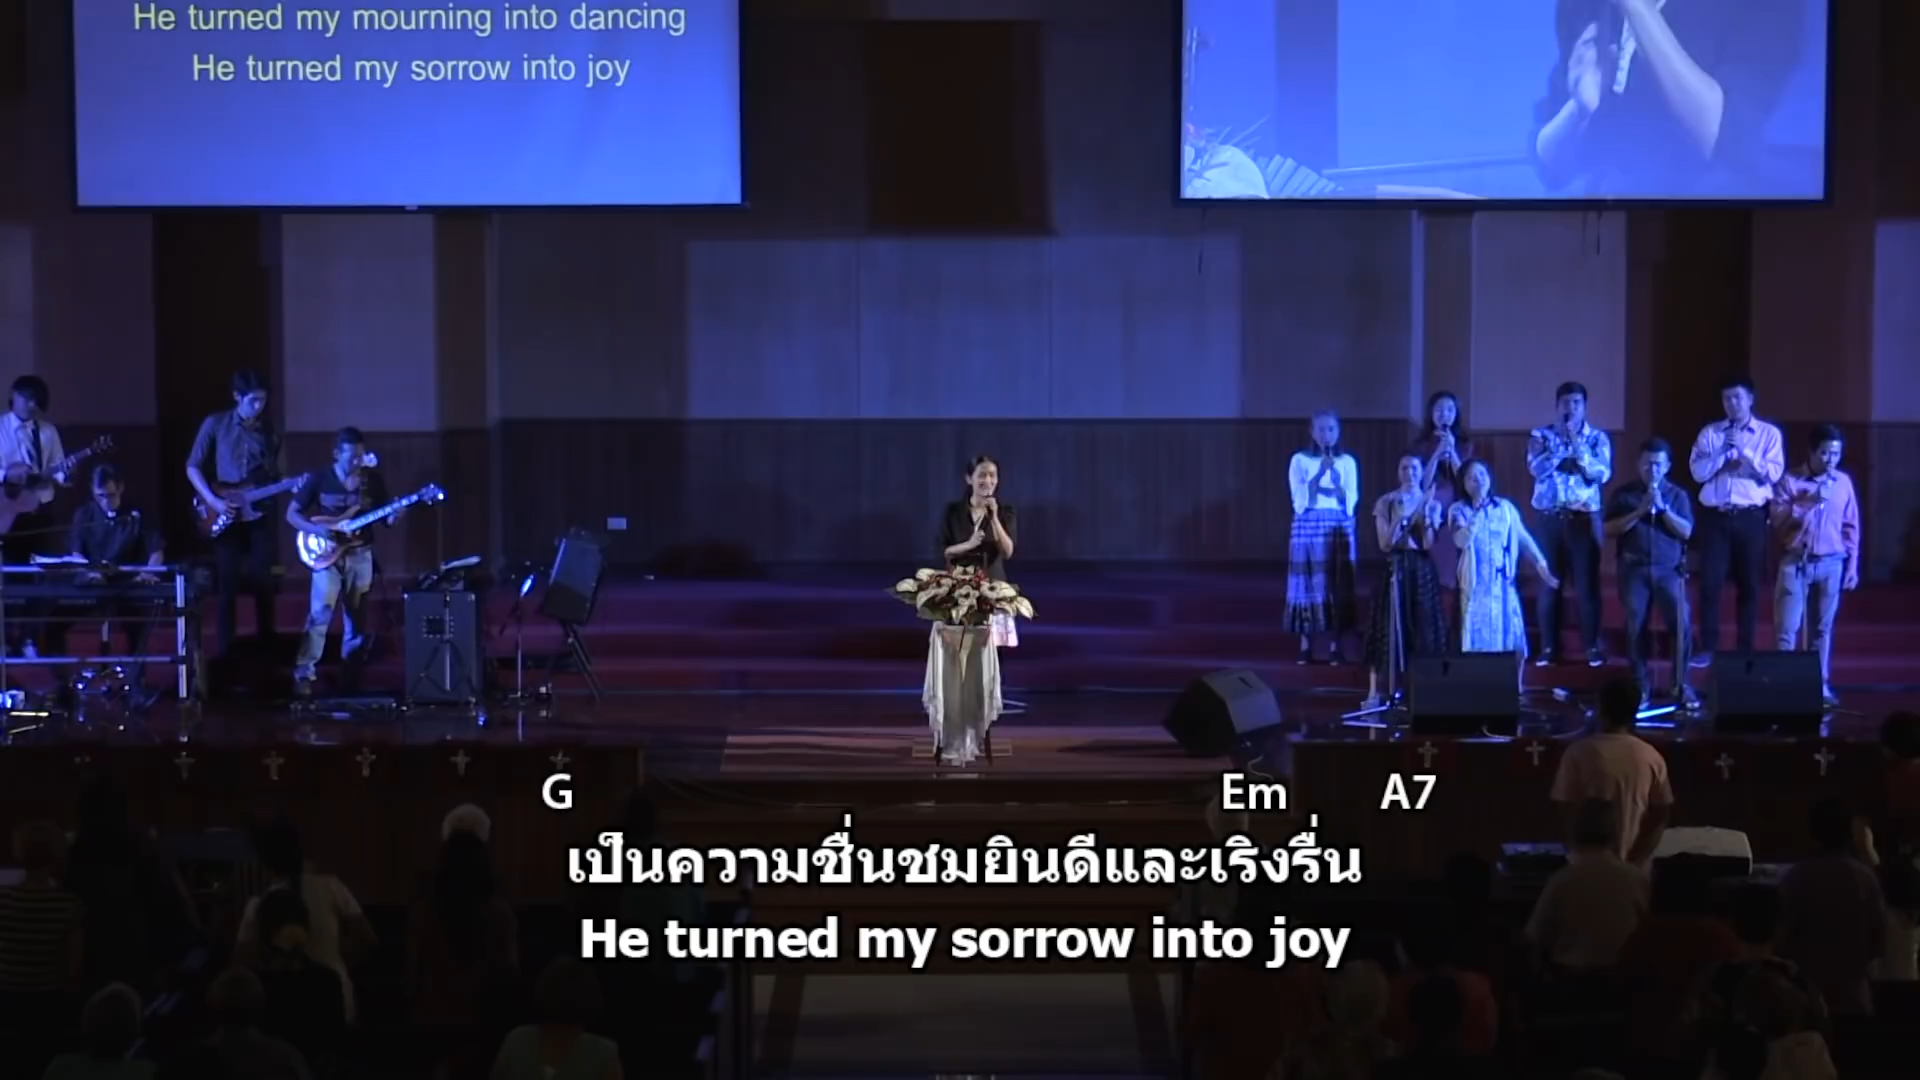 He turned my mourning into dancing
He turned my sorrow into joy
G Em A7
เป็นความชื่นชมยินดีและเริงรื่น
He turned my sorrow into joy